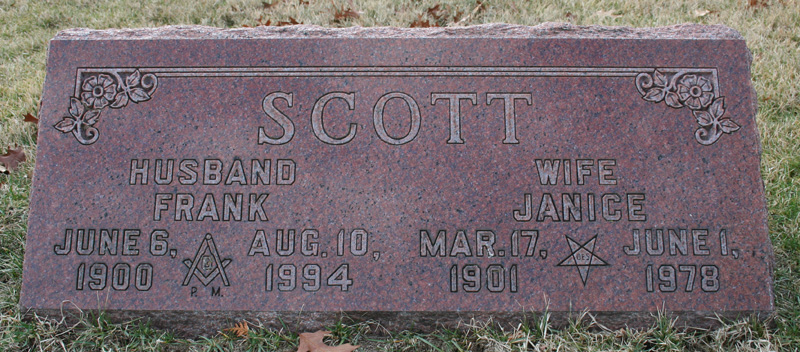 SCOTT
HUSBAND
FRANK
JUNE 6, 1900
AUG. 10, 1994
P. M.
WIFE
JANICE
MAR. 17, 1901
JUNE 1, 1978